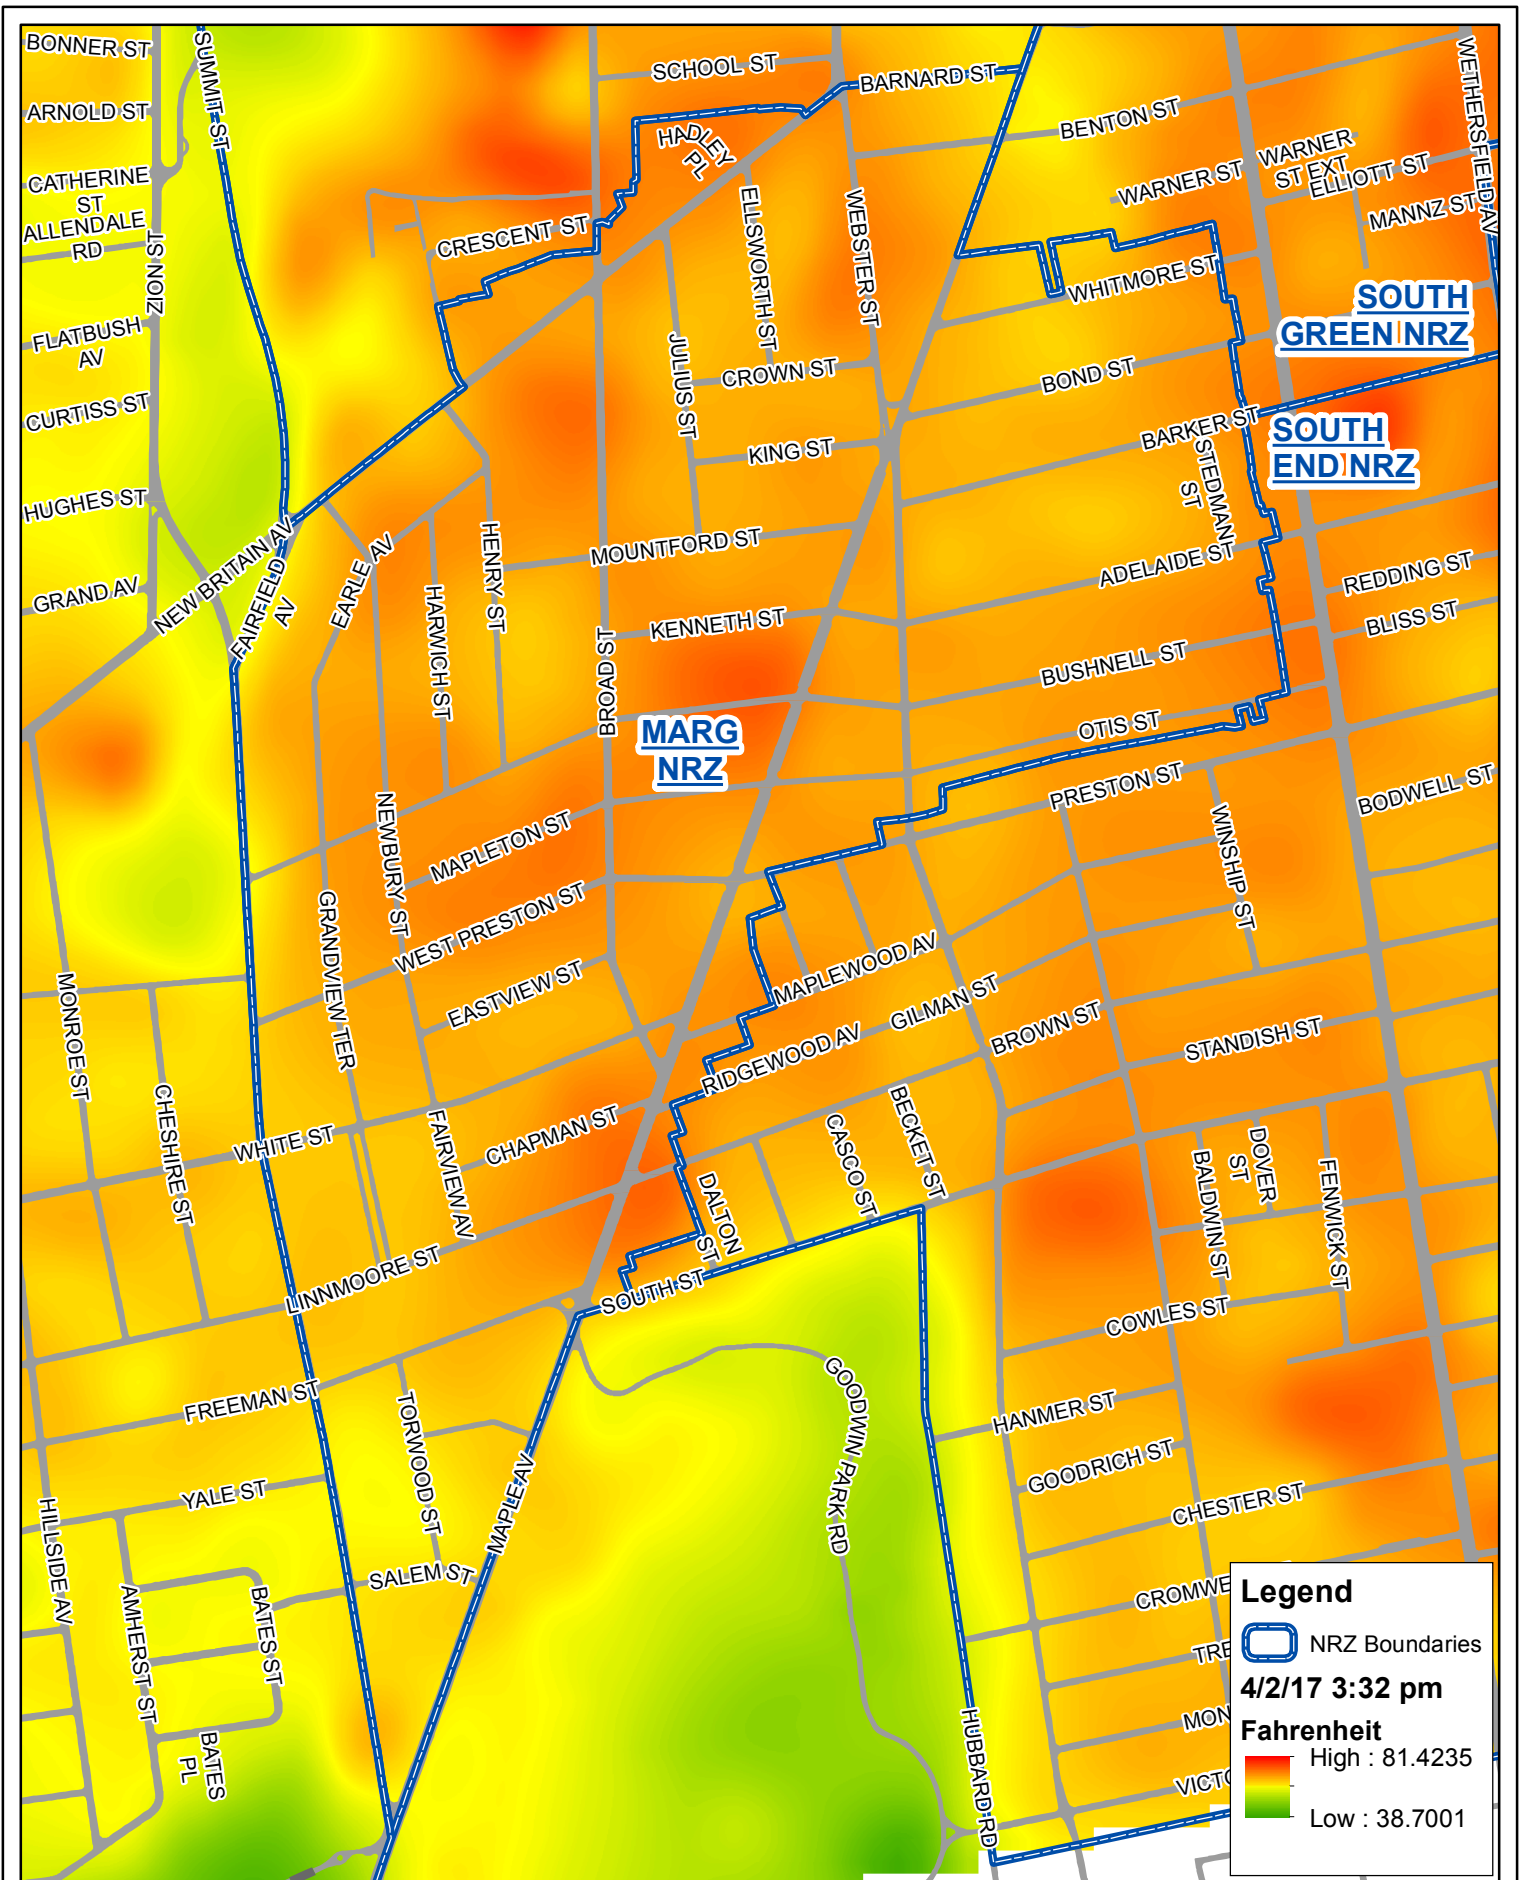 BONNER ST
SUMMIT ST
SCHOOL ST
BARNARD ST
WETHERSFIELD AV
ARNOLD ST
HADLEY
PL
BENTON ST
WARNER
ST EXT
CATHERINE
ST
ELLIOTT ST
WARNER ST
ALLENDALE
RD
MANNZ ST
CRESCENT ST
ELLSWORTH ST
WEBSTER ST
ZION ST
WHITMORE ST
SOUTH
GREEN NRZ
FLATBUSH
AV
JULIUS ST
CROWN ST
BOND ST
CURTISS ST
BARKER ST
SOUTH
END NRZ
KING ST
STEDMAN
ST
HUGHES ST
NEW BRITAIN AV
HENRY ST
MOUNTFORD ST
EARLE AV
ADELAIDE ST
REDDING ST
GRAND AV
FAIRFIELD
AV
HARWICH ST
KENNETH ST
BLISS ST
BROAD ST
BUSHNELL ST
MARG
NRZ
OTIS ST
PRESTON ST
BODWELL ST
NEWBURY ST
MAPLETON ST
WINSHIP ST
GRANDVIEW TER
WEST PRESTON ST
MAPLEWOOD AV
EASTVIEW ST
MONROE ST
GILMAN ST
BROWN ST
RIDGEWOOD AV
STANDISH ST
CHESHIRE ST
WHITE ST
FAIRVIEW AV
CHAPMAN ST
CASCO ST
BECKET ST
DALTON
ST
BALDWIN ST
DOVER
ST
FENWICK ST
LINNMOORE ST
SOUTH ST
COWLES ST
FREEMAN ST
TORWOOD ST
GOODWIN PARK RD
HANMER ST
GOODRICH ST
YALE ST
MAPLE AV
CHESTER ST
HILLSIDE AV
SALEM ST
AMHERST ST
BATES ST
CROMWE
TRE
MON
BATES
PL
HUBBARD RD
VICTO
Legend
NRZ Boundaries
4/2/17 3:32 pm
Fahrenheit
High : 81.4235
Low : 38.7001